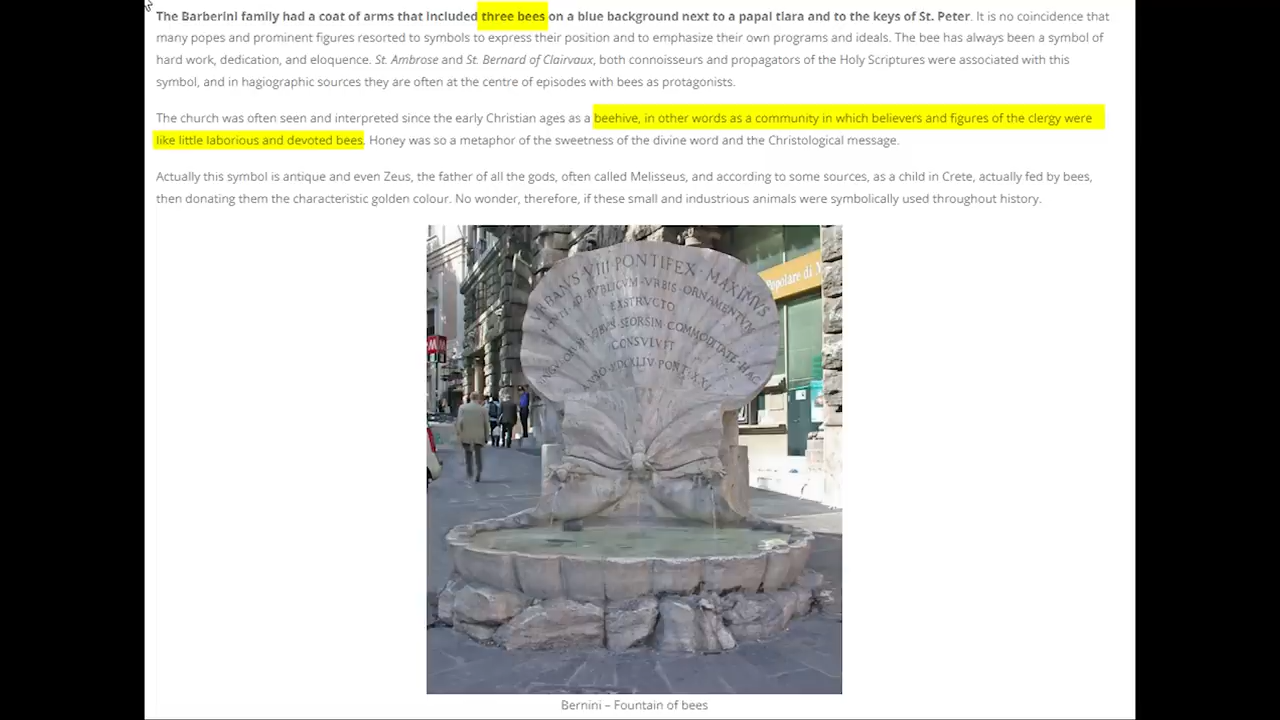 The Barberini family had a coat of arms that included three bees on a blue background next to a papal tiara and to the keys of St. Peter. It is no coincidence that
many popes and prominent figures resorted to symbols to express their position and to emphasize their own programs and ideals. The bee has always been a symbol of
hard work, dedication, and eloquence. St. Ambrose and St. Bernard of Clairvaux, both connoisseurs and propagators of the Holy Scriptures were associated with this
symbol, and in hagiographic sources they are often at the centre of episodes with bees as protagonists.
The church was often seen and interpreted since the early Christian ages as a beehive, in other words as a community in which believers and figures of the clergy were
like little laborious and devoted bees. Honey was so a metaphor of the sweetness of the divine word and the Christological message.
Actually this symbol is antique and even Zeus, the father of all the gods, often called Melisseus, and according to some sources, as a child in Crete, actually fed by bees,
then donating them the characteristic golden colour. No wonder, therefore, if these small and industrious animals were symbolically used throughout history.
VIII PONTIFEX · MAXIMVS
PVBLICVM · VRBIS · ORNAMENTVM
EXSTRVCTO
SEORSIM COMMODITATE · HAC
CONSVLVIT
ANNO · MDCXLIV · PONT · XXI
Popolare di
M
Bernini – Fountain of bees